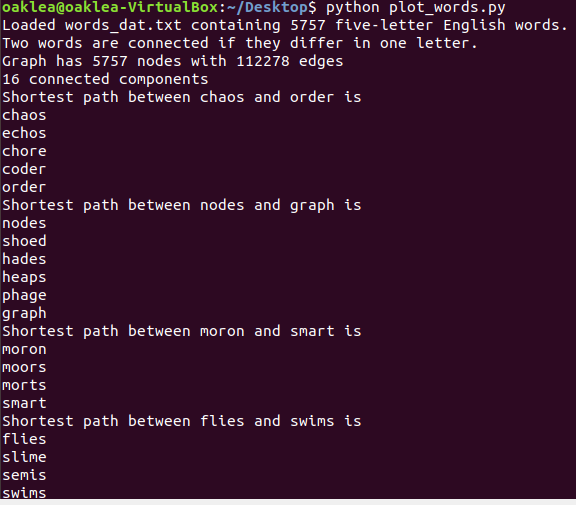 oaklea@oaklea-VirtualBox:~/Desktop$ python plot_words.py
Loaded words_dat.txt containing 5757 five-letter English words.
Two words are connected if they differ in one letter.
Graph has 5757 nodes with 112278 edges
16 connected components
Shortest path between chaos and order is
chaos
echos
chore
coder
order
Shortest path between nodes and graph is
nodes
shoed
hades
heaps
phage
graph
Shortest path between moron and smart is
moron
moors
morts
smart
Shortest path between flies and swims is
flies
slime
semis
swims